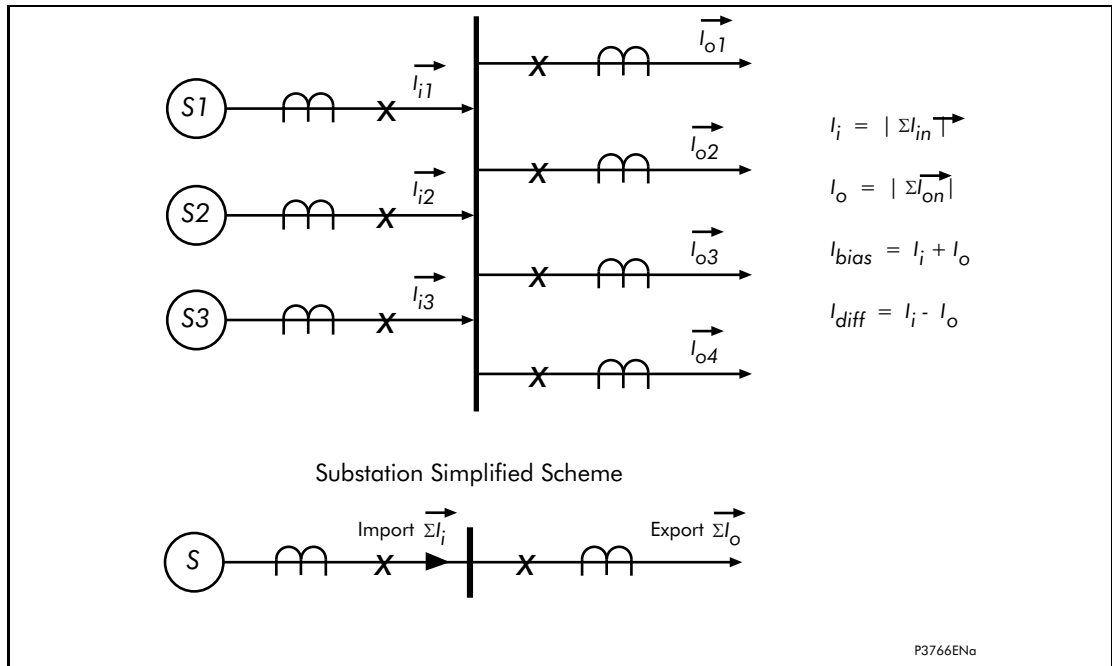 S1
I_i1
S2
I_i2
S3
I_i3
I_o1
I_o2
I_o3
I_o4
I_i = | ΣI_in |
I_o = | ΣI_on |
I_bias = I_i + I_o
I_diff = I_i - I_o
Substation Simplified Scheme
S
Import ΣI_i
Export ΣI_o
P3766ENa